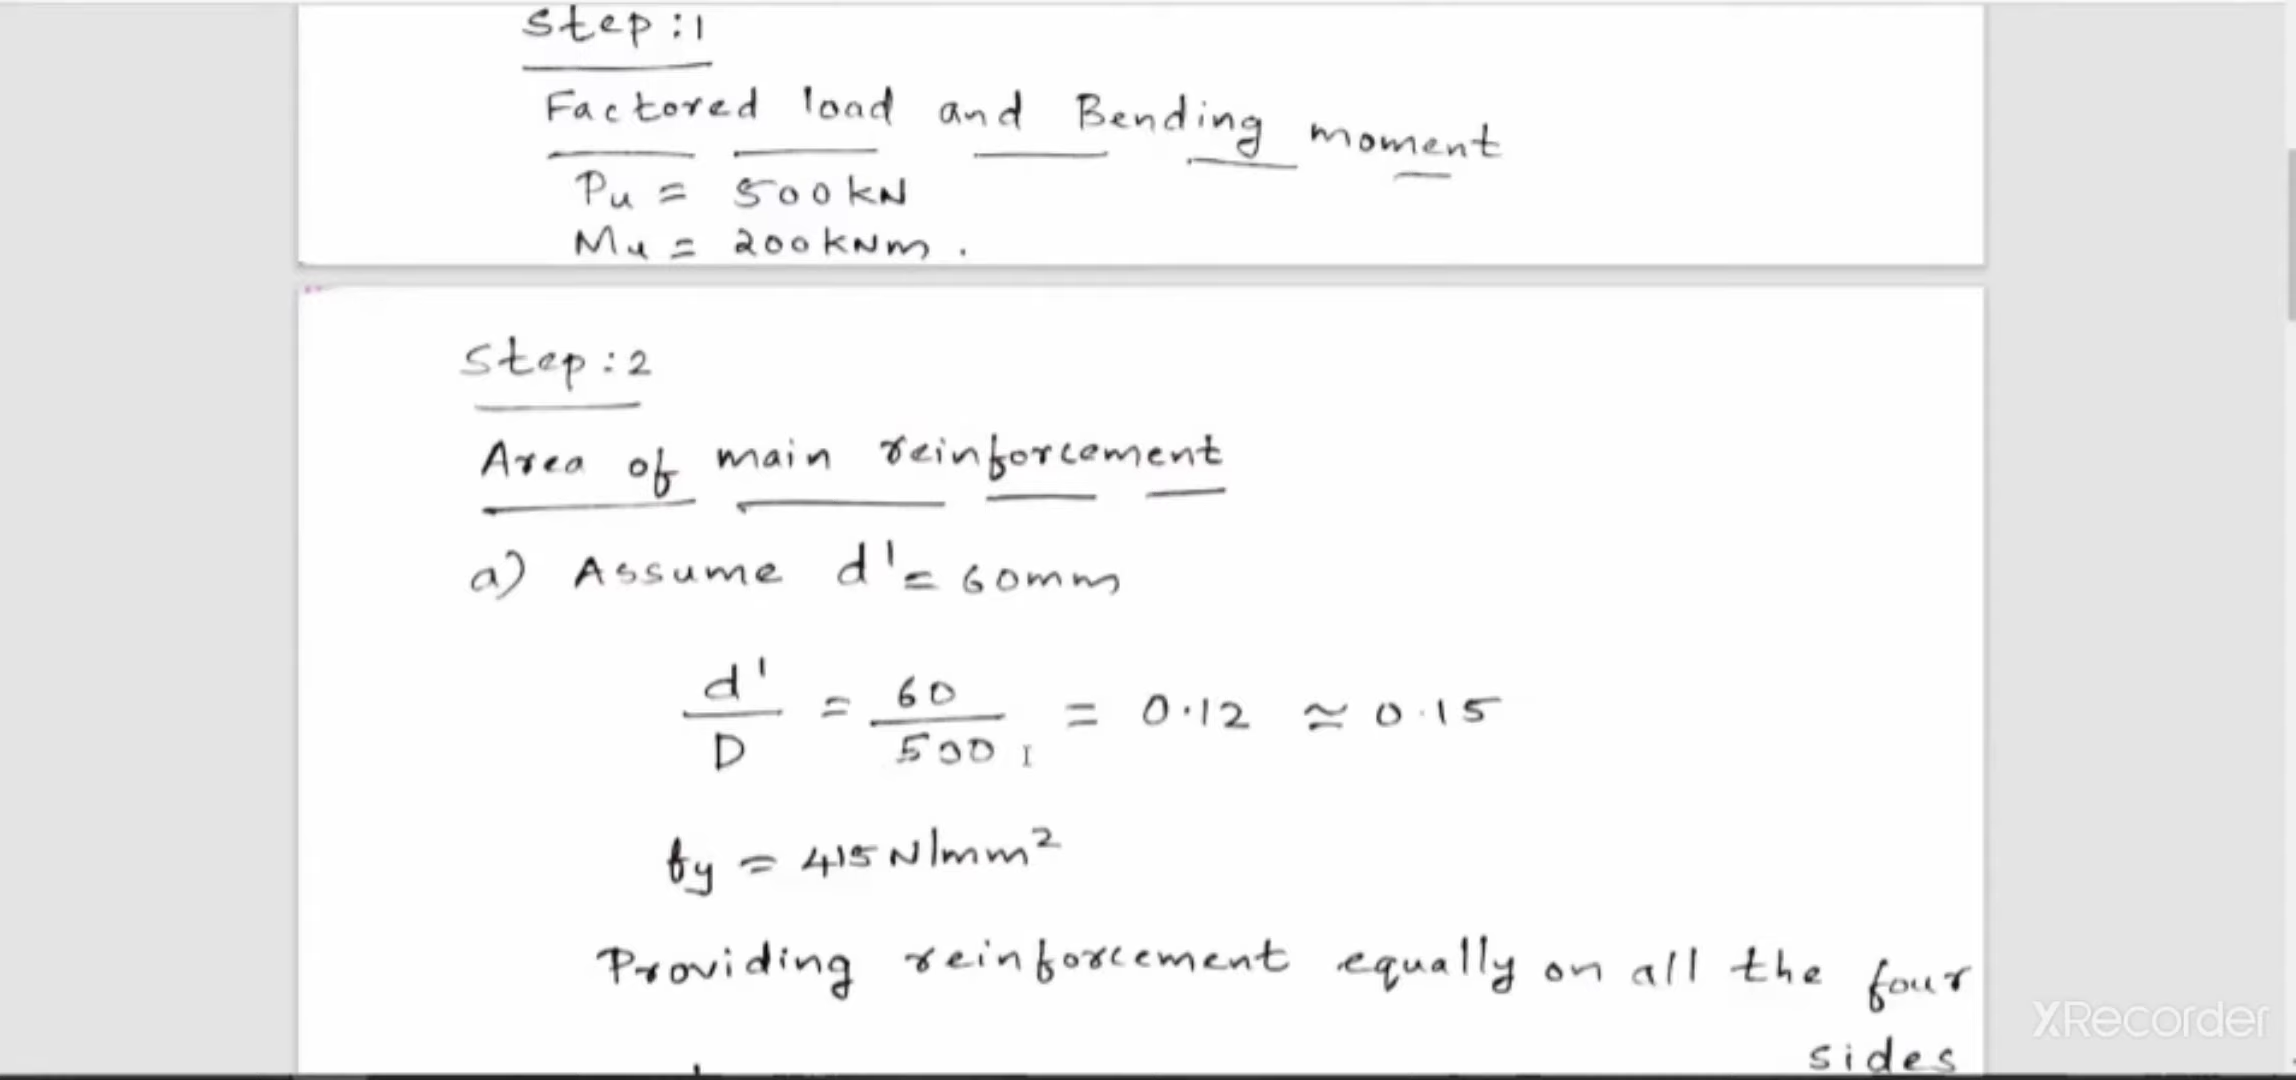 Step:1
Factored load and Bending moment
Pu = 500kN
Mu = 200kNm.
Step:2
Area of main reinforcement
a) Assume d' = 60mm
d'/D = 60/500 = 0.12 ≃ 0.15
fy = 415N/mm²
Providing reinforcement equally on all the four
sides
XRecorder